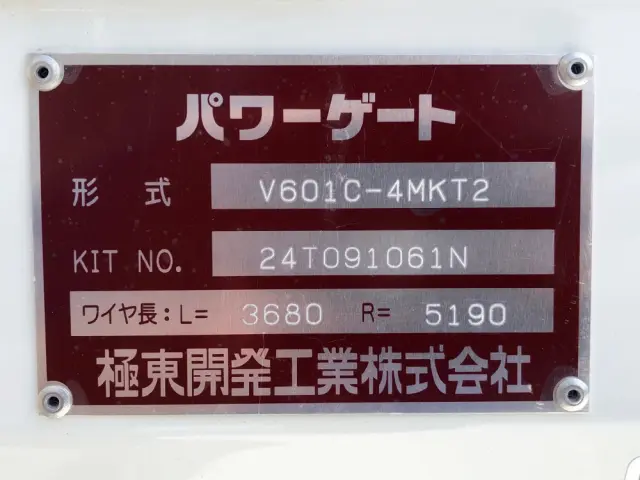 パワーゲート
形 式 V601C-4MKT2
KIT NO. 24T091061N
ワイヤ長:L= 3680 R= 5190
極東開発工業株式会社